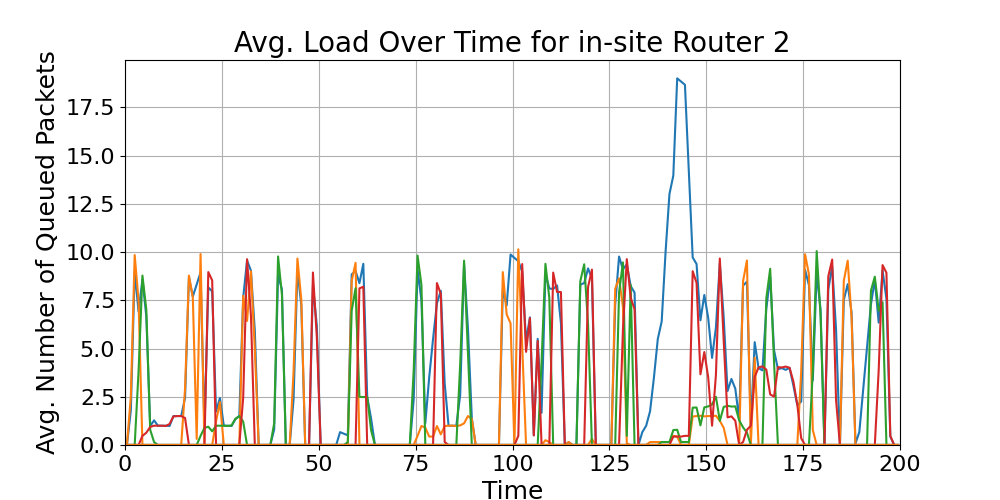 Avg. Load Over Time for in-site Router 2
Avg. Number of Queued Packets
17.5
15.0
12.5
10.0
7.5
5.0
2.5
0.0
0 25 50 75 100 125 150 175 200
Time